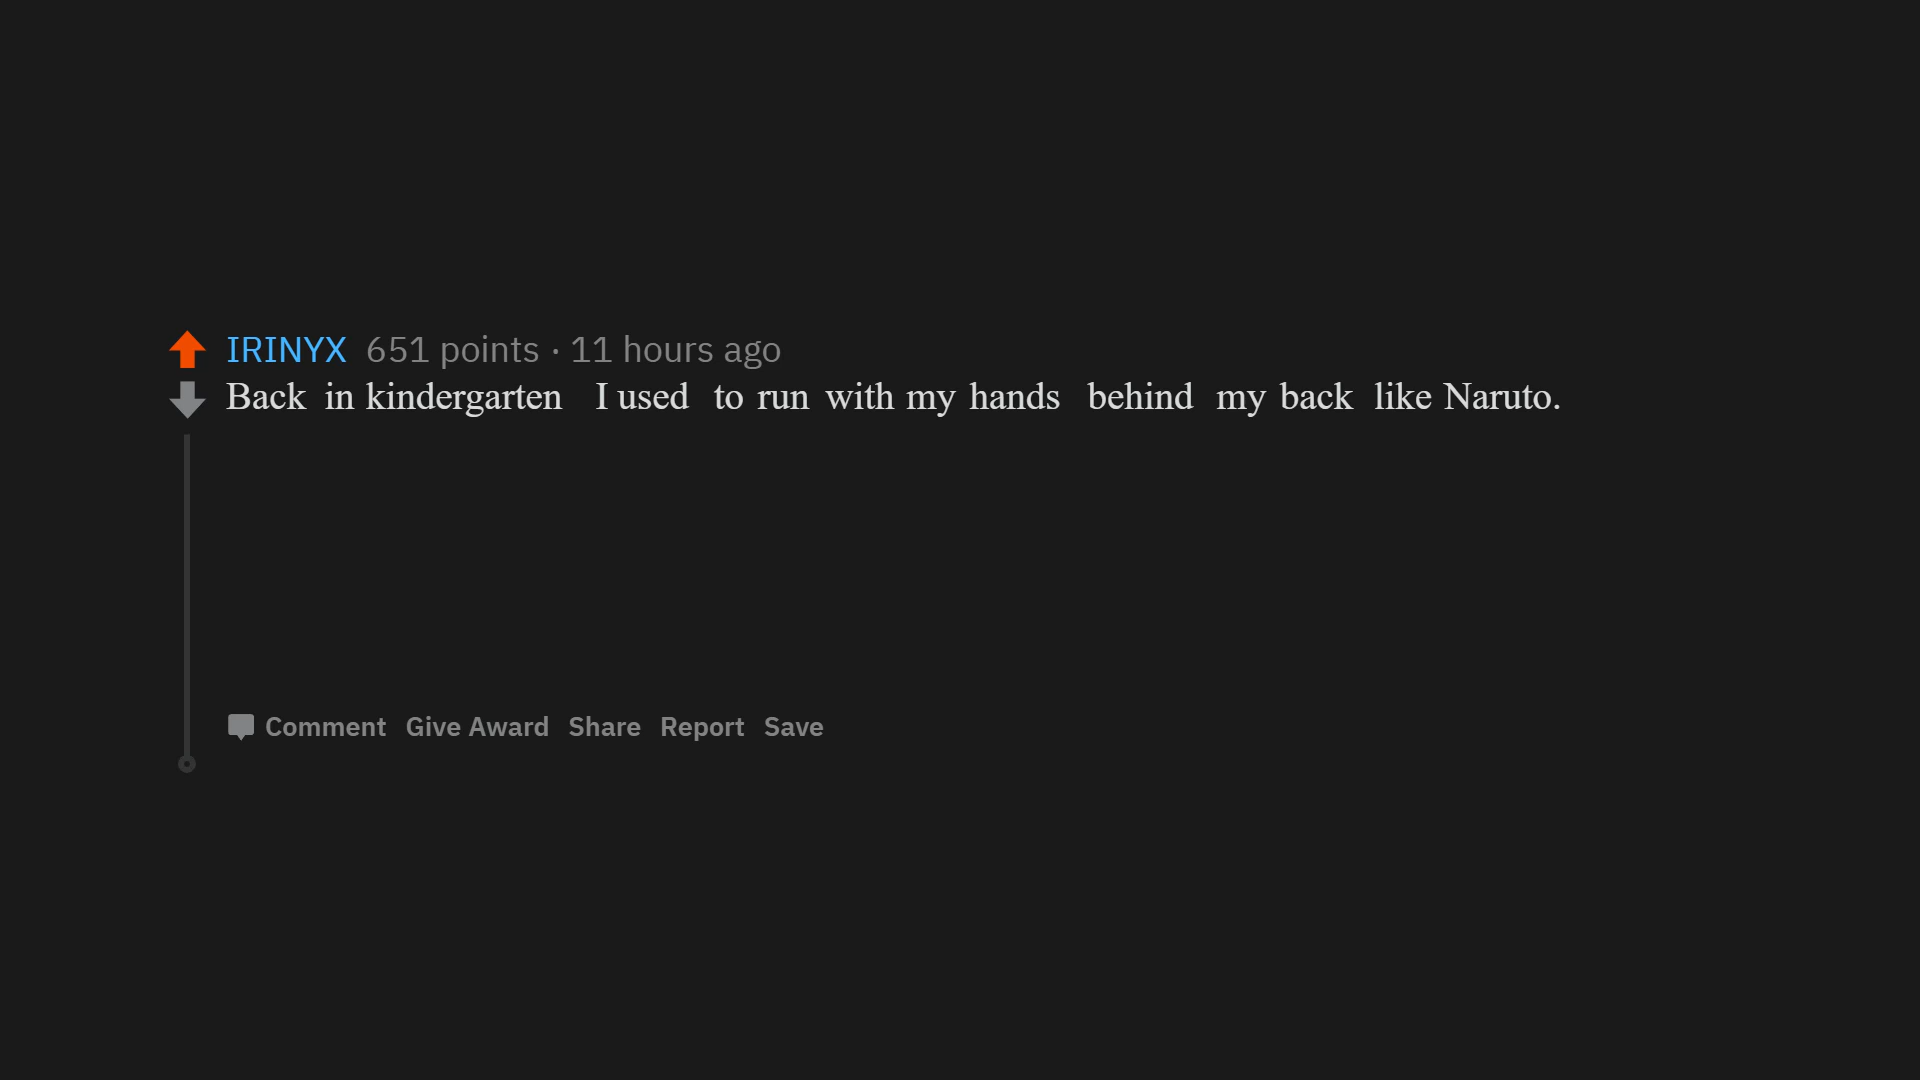 IRINYX 651 points · 11 hours ago
Back in kindergarten I used to run with my hands behind my back like Naruto.
Comment Give Award Share Report Save